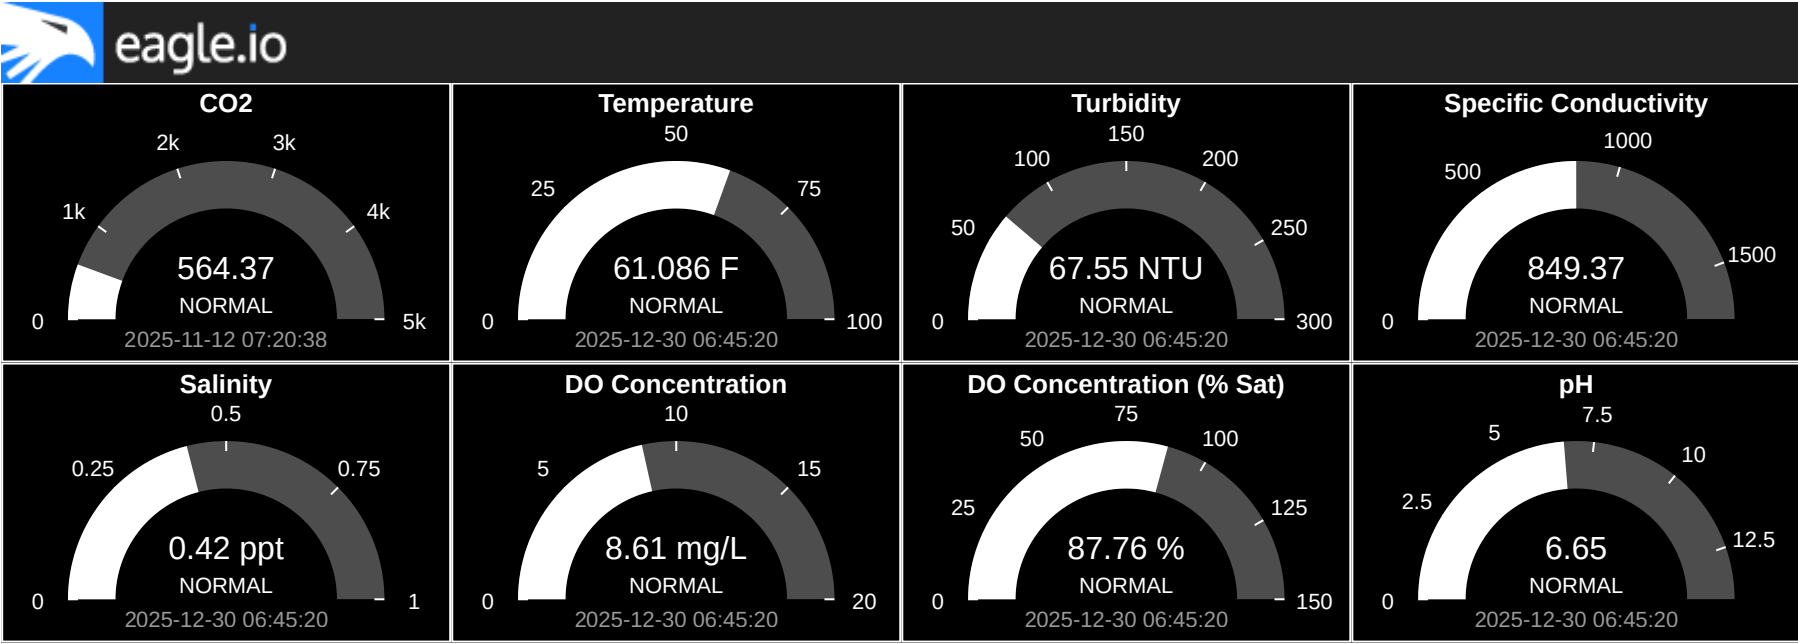 eagle.io
CO2
0
1k
2k
3k
4k
5k
564.37
NORMAL
2025-11-12 07:20:38
Temperature
0
25
50
75
100
61.086 F
NORMAL
2025-12-30 06:45:20
Turbidity
0
50
100
150
200
250
300
67.55 NTU
NORMAL
2025-12-30 06:45:20
Specific Conductivity
0
500
1000
1500
849.37
NORMAL
2025-12-30 06:45:20
Salinity
0
0.25
0.5
0.75
1
0.42 ppt
NORMAL
2025-12-30 06:45:20
DO Concentration
0
5
10
15
20
8.61 mg/L
NORMAL
2025-12-30 06:45:20
DO Concentration (% Sat)
0
25
50
75
100
125
150
87.76 %
NORMAL
2025-12-30 06:45:20
pH
0
2.5
5
7.5
10
12.5
6.65
NORMAL
2025-12-30 06:45:20